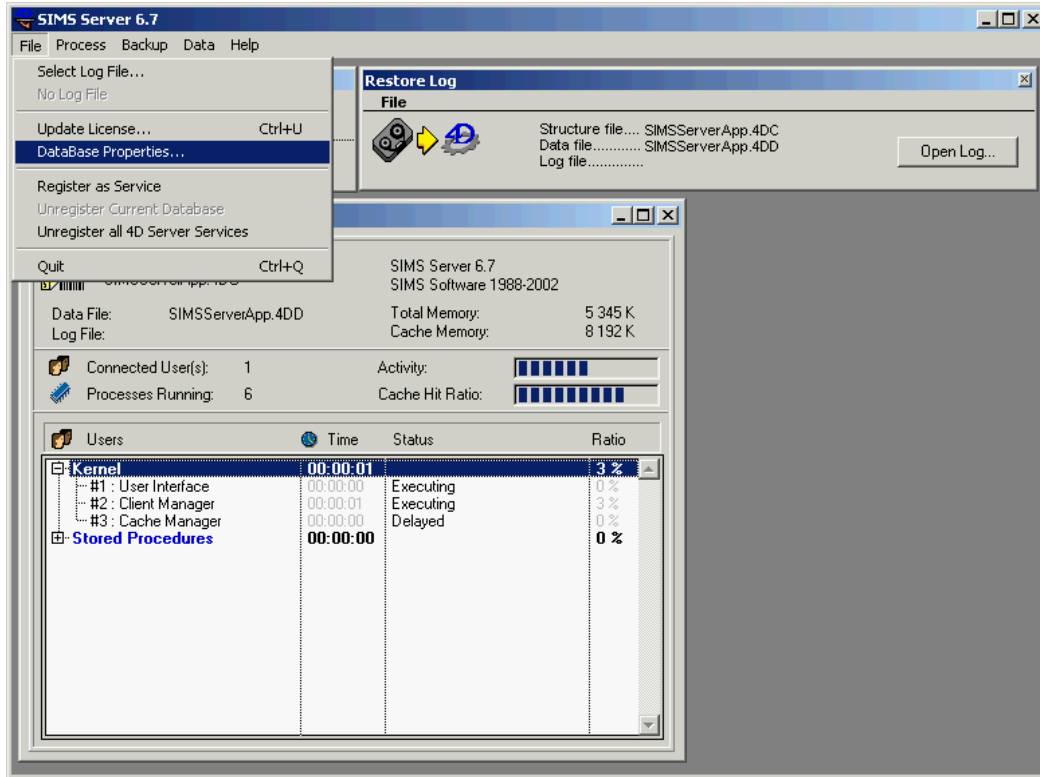 SIMS Server 6.7
File Process Backup Data Help
Select Log File...
No Log File
Update License... Ctrl+U
DataBase Properties...
Register as Service
Unregister Current Database
Unregister all 4D Server Services
Quit Ctrl+Q
Restore Log
File
Structure file.... SIMSServerApp.4DC
Data file............ SIMSServerApp.4DD
Log file.............
Open Log...
SIMS Server 6.7
SIMS Software 1988-2002
Data File: SIMSServerApp.4DD
Log File:
Total Memory: 5 345 K
Cache Memory: 8 192 K
Connected User(s): 1
Activity:
Processes Running: 6
Cache Hit Ratio:
Users Time Status Ratio
Kernel 00:00:01 3 %
#1 : User Interface 00:00:00 Executing 0 %
#2 : Client Manager 00:00:01 Executing 3 %
#3 : Cache Manager 00:00:00 Delayed 0 %
Stored Procedures 00:00:00 0 %